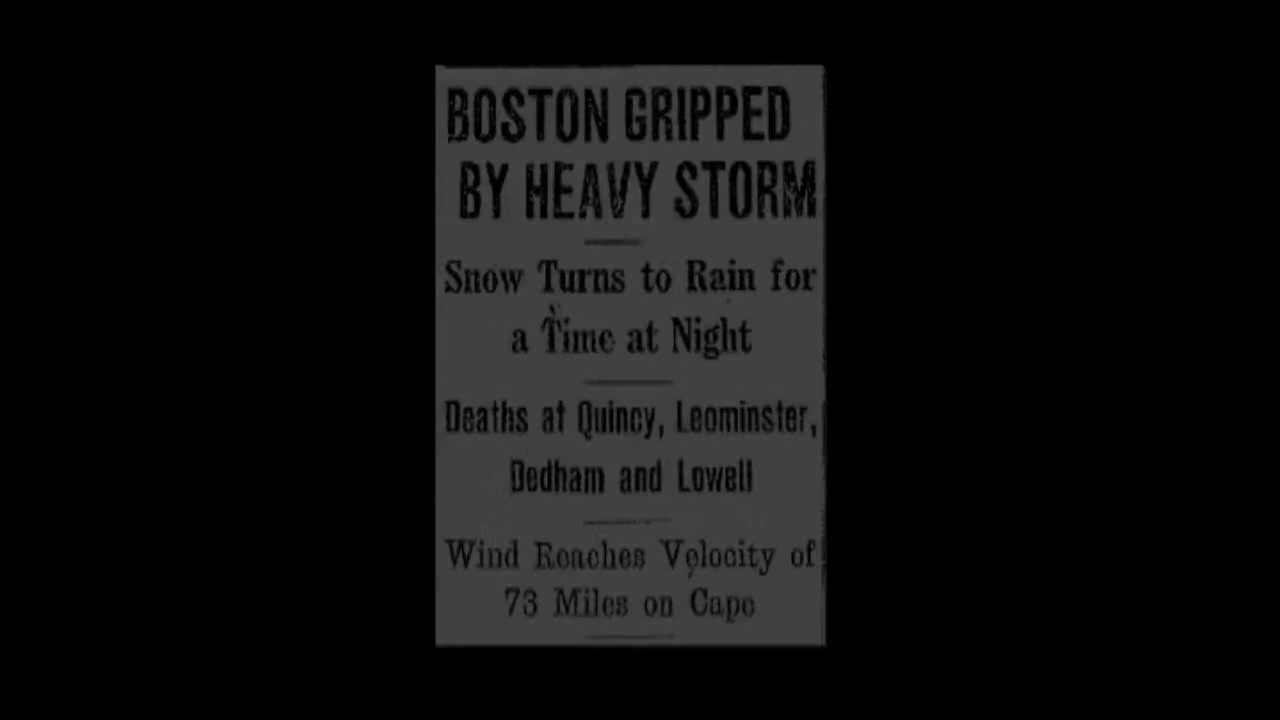 BOSTON GRIPPED
BY HEAVY STORM
Snow Turns to Rain for
a Time at Night
Deaths at Quincy, Leominster,
Dedham and Lowell
Wind Reaches Velocity of
73 Miles on Cape